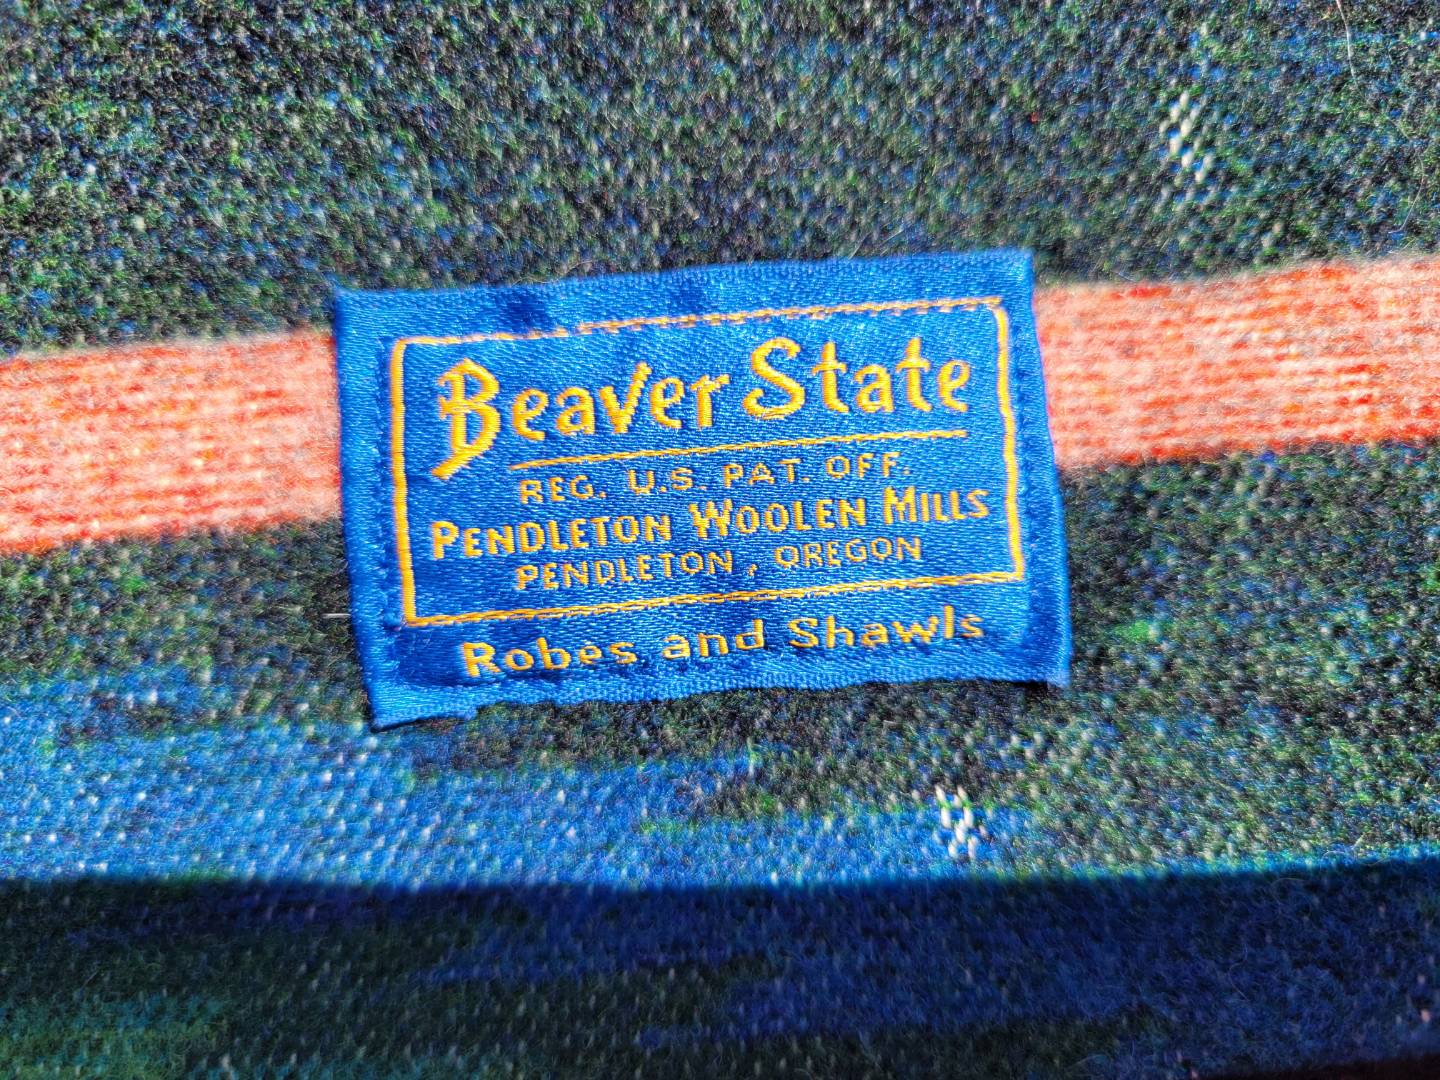 Beaver State
REG. U.S. PAT. OFF.
PENDLETON WOOLEN MILLS
PENDLETON, OREGON
Robes and Shawls